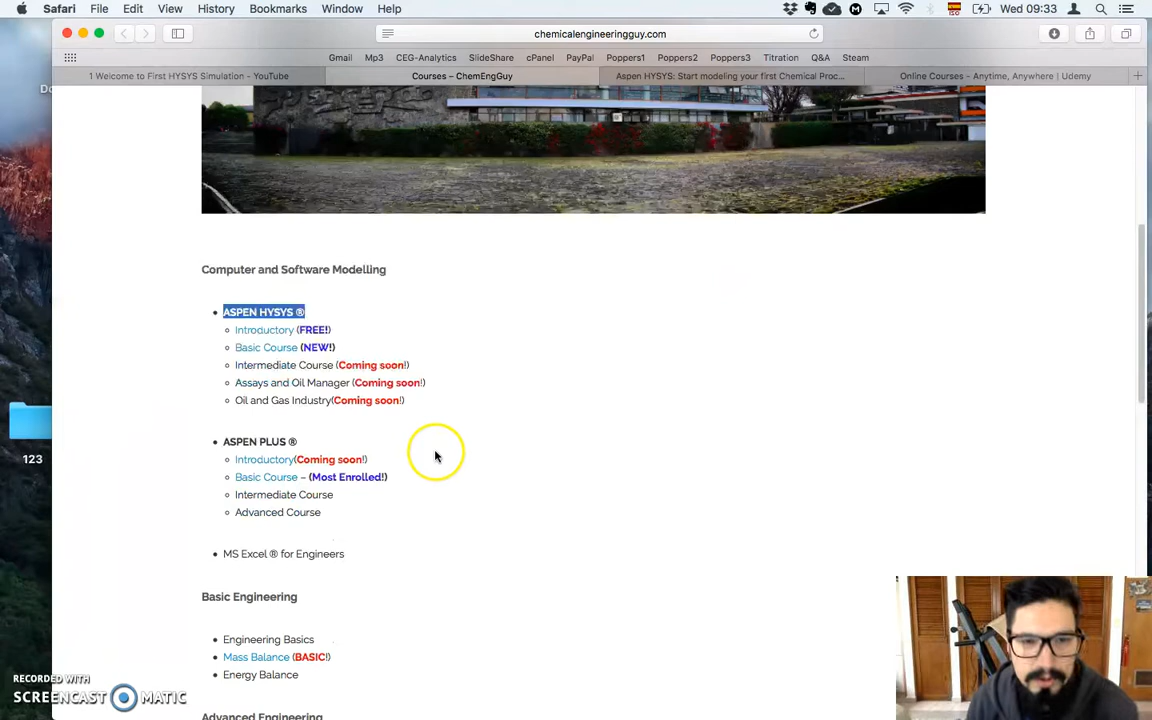 Safari File Edit View History Bookmarks Window Help Wed 09:33
chemicalengineeringguy.com
Gmail Mp3 CEG-Analytics SlideShare cPanel PayPal Poppers1 Poppers2 Poppers3 Titration Q&A Steam
1 Welcome to First HYSYS Simulation - YouTube Courses – ChemEngGuy Aspen HYSYS: Start modeling your first Chemical Proc... Online Courses - Anytime, Anywhere | Udemy
Computer and Software Modelling
ASPEN HYSYS ®
Introductory (FREE!)
Basic Course (NEW!)
Intermediate Course (Coming soon!)
Assays and Oil Manager (Coming soon!)
Oil and Gas Industry(Coming soon!)
ASPEN PLUS ®
Introductory(Coming soon!)
Basic Course – (Most Enrolled!)
Intermediate Course
Advanced Course
123
MS Excel ® for Engineers
Basic Engineering
Engineering Basics
Mass Balance (BASIC!)
Energy Balance
Advanced Engineering
RECORDED WITH
SCREENCAST MATIC